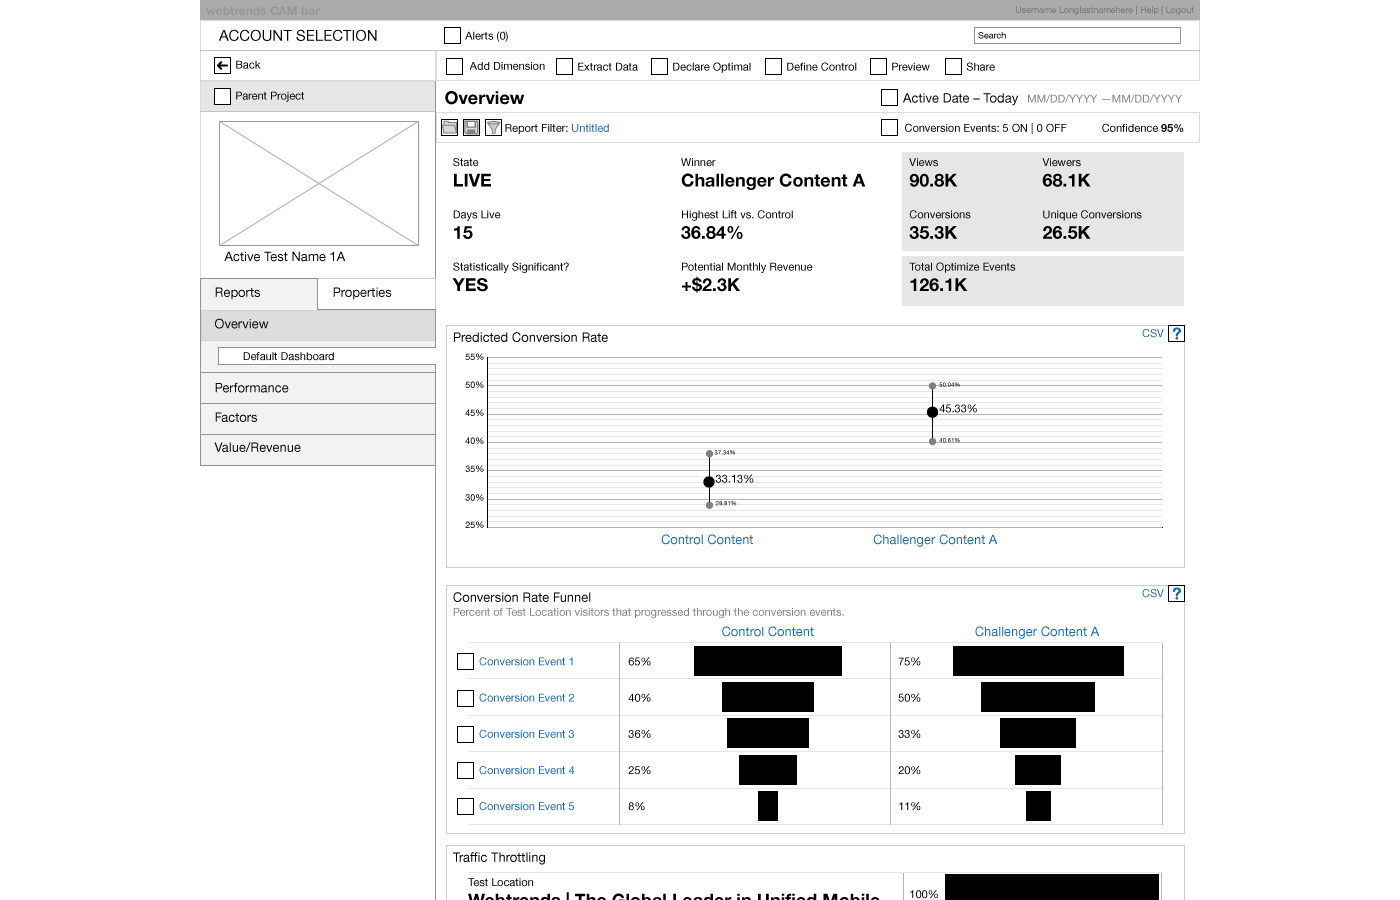 webtrends CAM bar
Username Longlastnamehere | Help | Logout
ACCOUNT SELECTION
Alerts (0)
Search
Back
Add Dimension
Extract Data
Declare Optimal
Define Control
Preview
Share
Parent Project
Overview
Active Date – Today MM/DD/YYYY —MM/DD/YYYY
Report Filter: Untitled
Conversion Events: 5 ON | 0 OFF
Confidence 95%
Active Test Name 1A
Reports
Properties
Overview
Default Dashboard
Performance
Factors
Value/Revenue
State
LIVE
Winner
Challenger Content A
Views
90.8K
Viewers
68.1K
Days Live
15
Highest Lift vs. Control
36.84%
Conversions
35.3K
Unique Conversions
26.5K
Statistically Significant?
YES
Potential Monthly Revenue
+$2.3K
Total Optimize Events
126.1K
Predicted Conversion Rate
CSV ?
55%
50%
45%
40%
35%
30%
25%
37.34%
33.13%
28.91%
50.04%
45.33%
40.61%
Control Content
Challenger Content A
Conversion Rate Funnel
CSV ?
Percent of Test Location visitors that progressed through the conversion events.
Control Content
Challenger Content A
Conversion Event 1 65% 75%
Conversion Event 2 40% 50%
Conversion Event 3 36% 33%
Conversion Event 4 25% 20%
Conversion Event 5 8% 11%
Traffic Throttling
Test Location
Webtrends | The Global Leader in Unified Mobile
100%